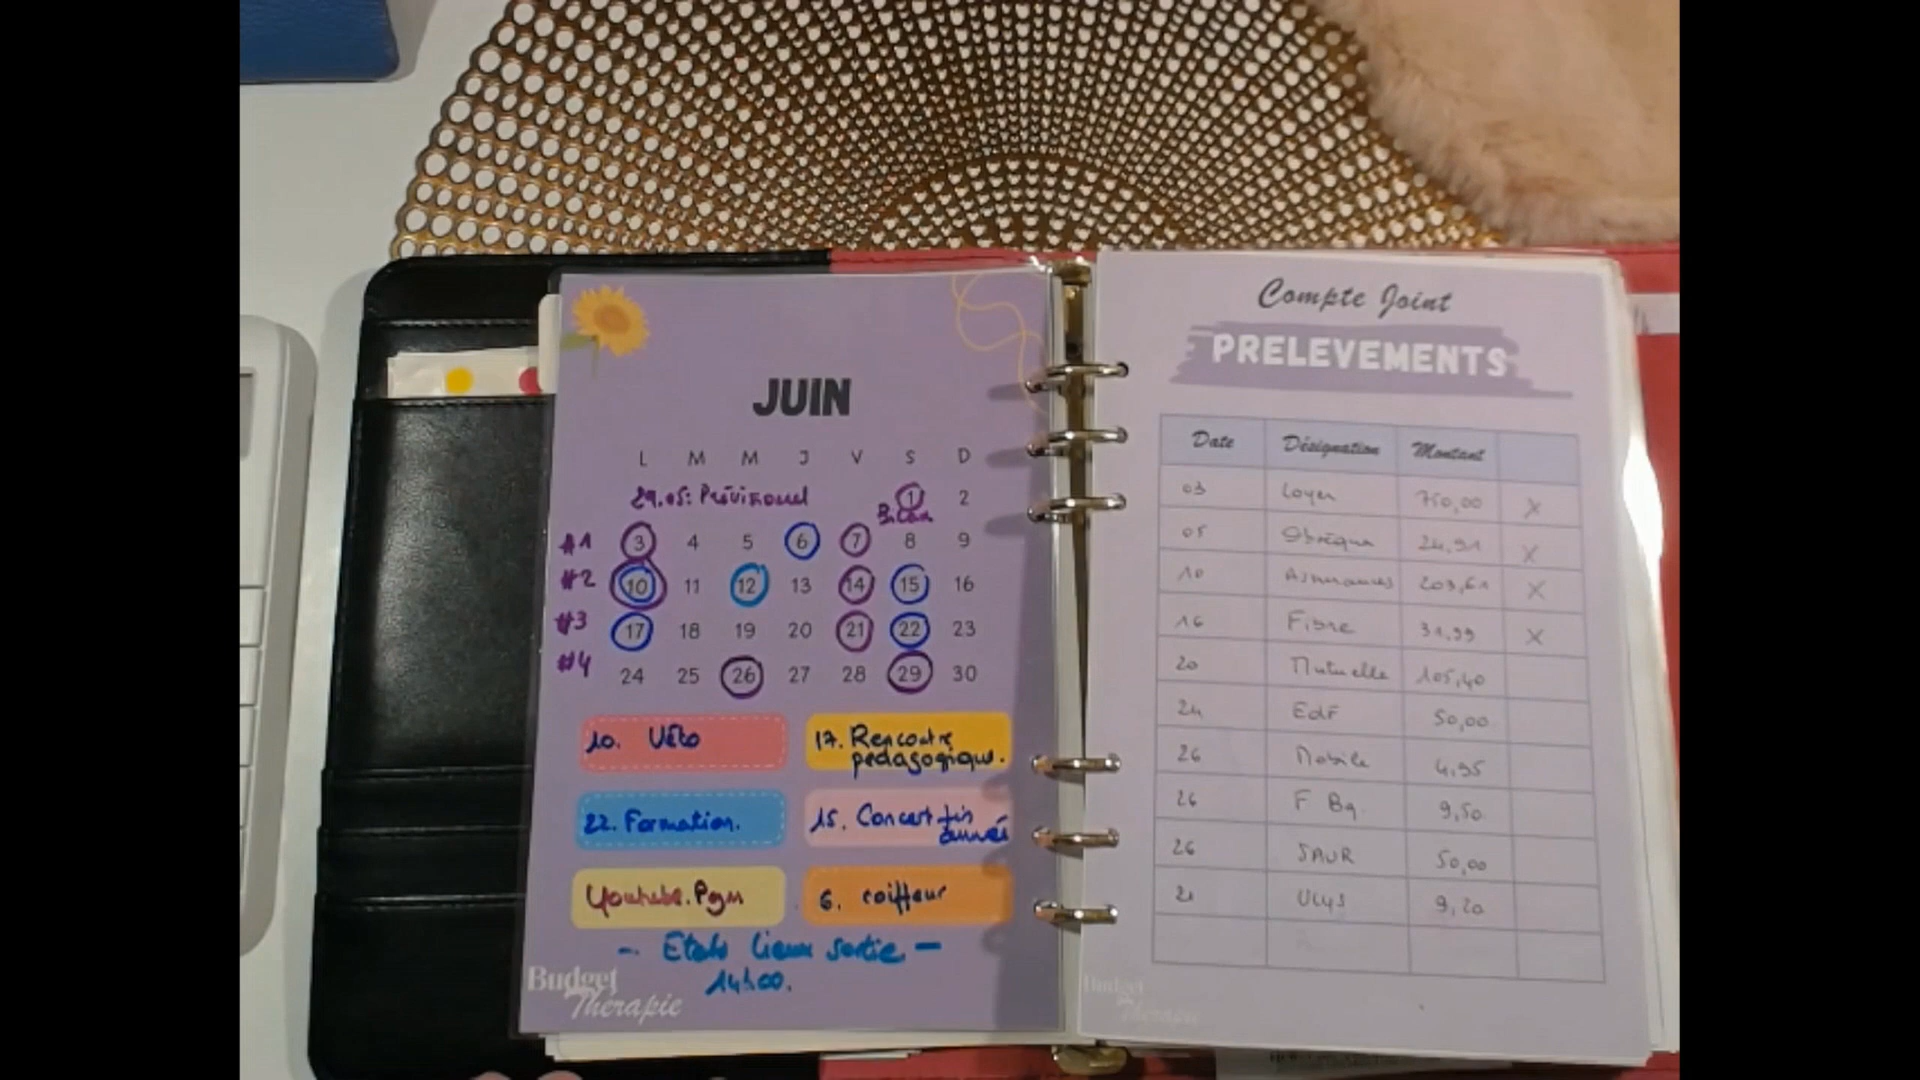 JUIN
L M M J V S D
29.05: Prévisionnel 1 2
Bilan
#1 3 4 5 6 7 8 9
#2 10 11 12 13 14 15 16
#3 17 18 19 20 21 22 23
#4 24 25 26 27 28 29 30
10. Véto
17. Rencontre
pédagogique.
22. Formation.
15. Concert fin
année
Youtube. Pgm
6. coiffeur
- Etats lieux sortie -
14h00.
Budget
Thérapie
Compte Joint
PRELEVEMENTS
Date Désignation Montant
03 Loyer 750,00 X
05 Obsèque 24,91 X
10 Assurances 203,61 X
16 Fibre 31,99 X
20 Mutuelle 105,40
24 EdF 50,00
26 Mobile 4,95
26 F Bq. 9,50
26 SAUR 50,00
21 Ulys 9,20
Budget
Thérapie